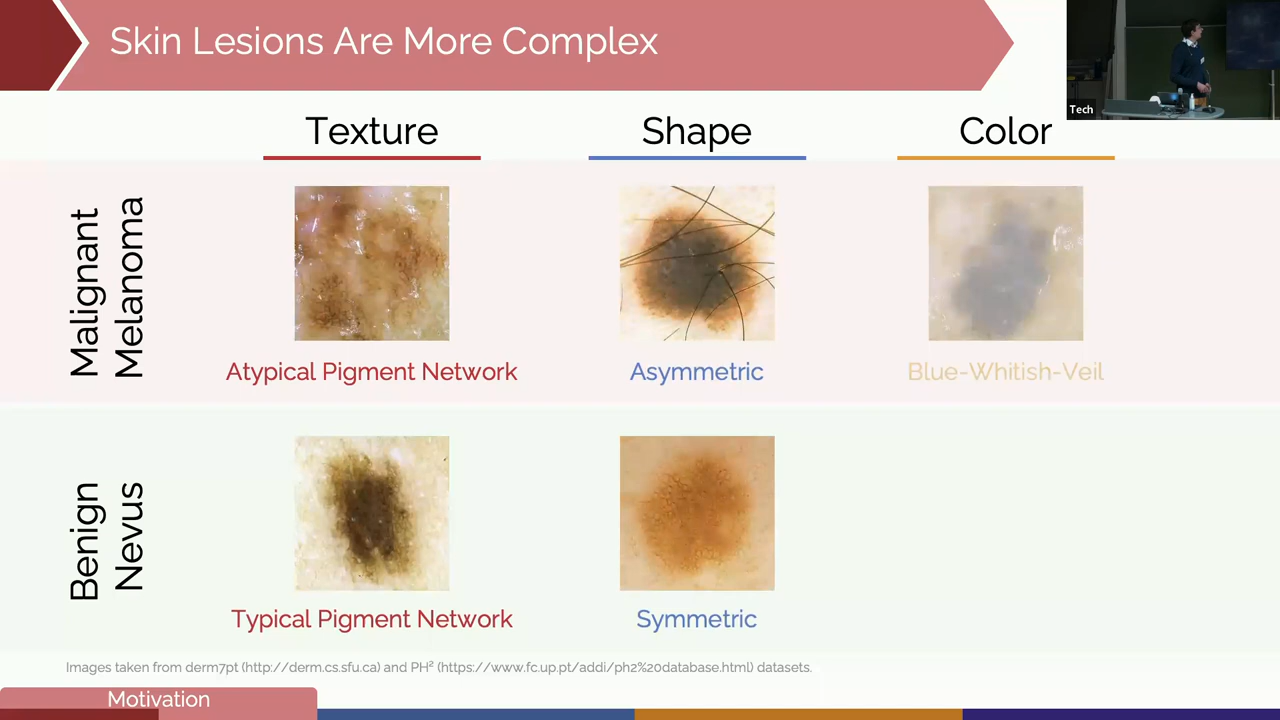 Skin Lesions Are More Complex
Tech
Texture
Shape
Color
Malignant
Melanoma
Atypical Pigment Network
Asymmetric
Blue-Whitish-Veil
Benign
Nevus
Typical Pigment Network
Symmetric
Images taken from derm7pt (http://derm.cs.sfu.ca) and PH² (https://www.fc.up.pt/addi/ph2%20database.html) datasets.
Motivation